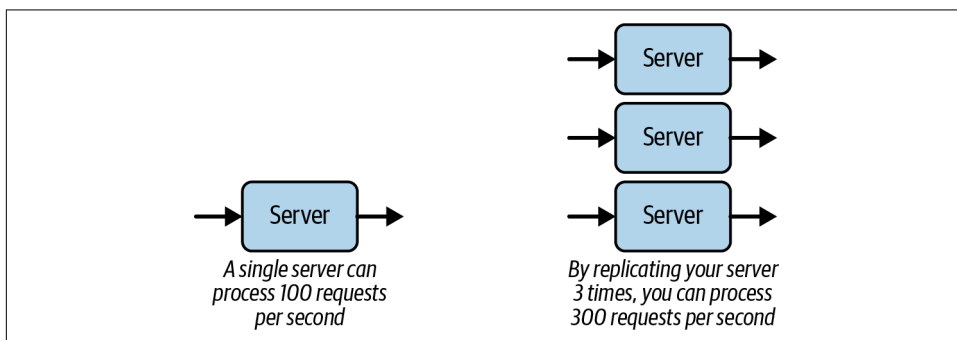 Server
A single server can
process 100 requests
per second
Server
Server
Server
By replicating your server
3 times, you can process
300 requests per second